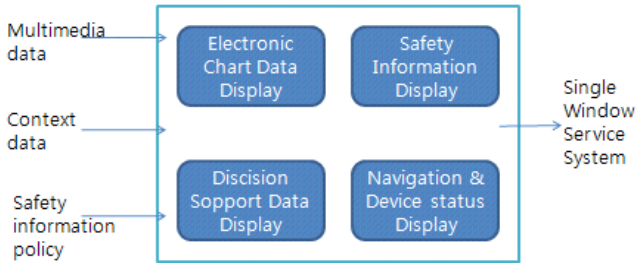 Multimedia
data
Context
data
Safety
information
policy
Electronic
Chart Data
Display
Safety
Information
Display
Discision
Sopport Data
Display
Navigation &
Device status
Display
Single
Window
Service
System